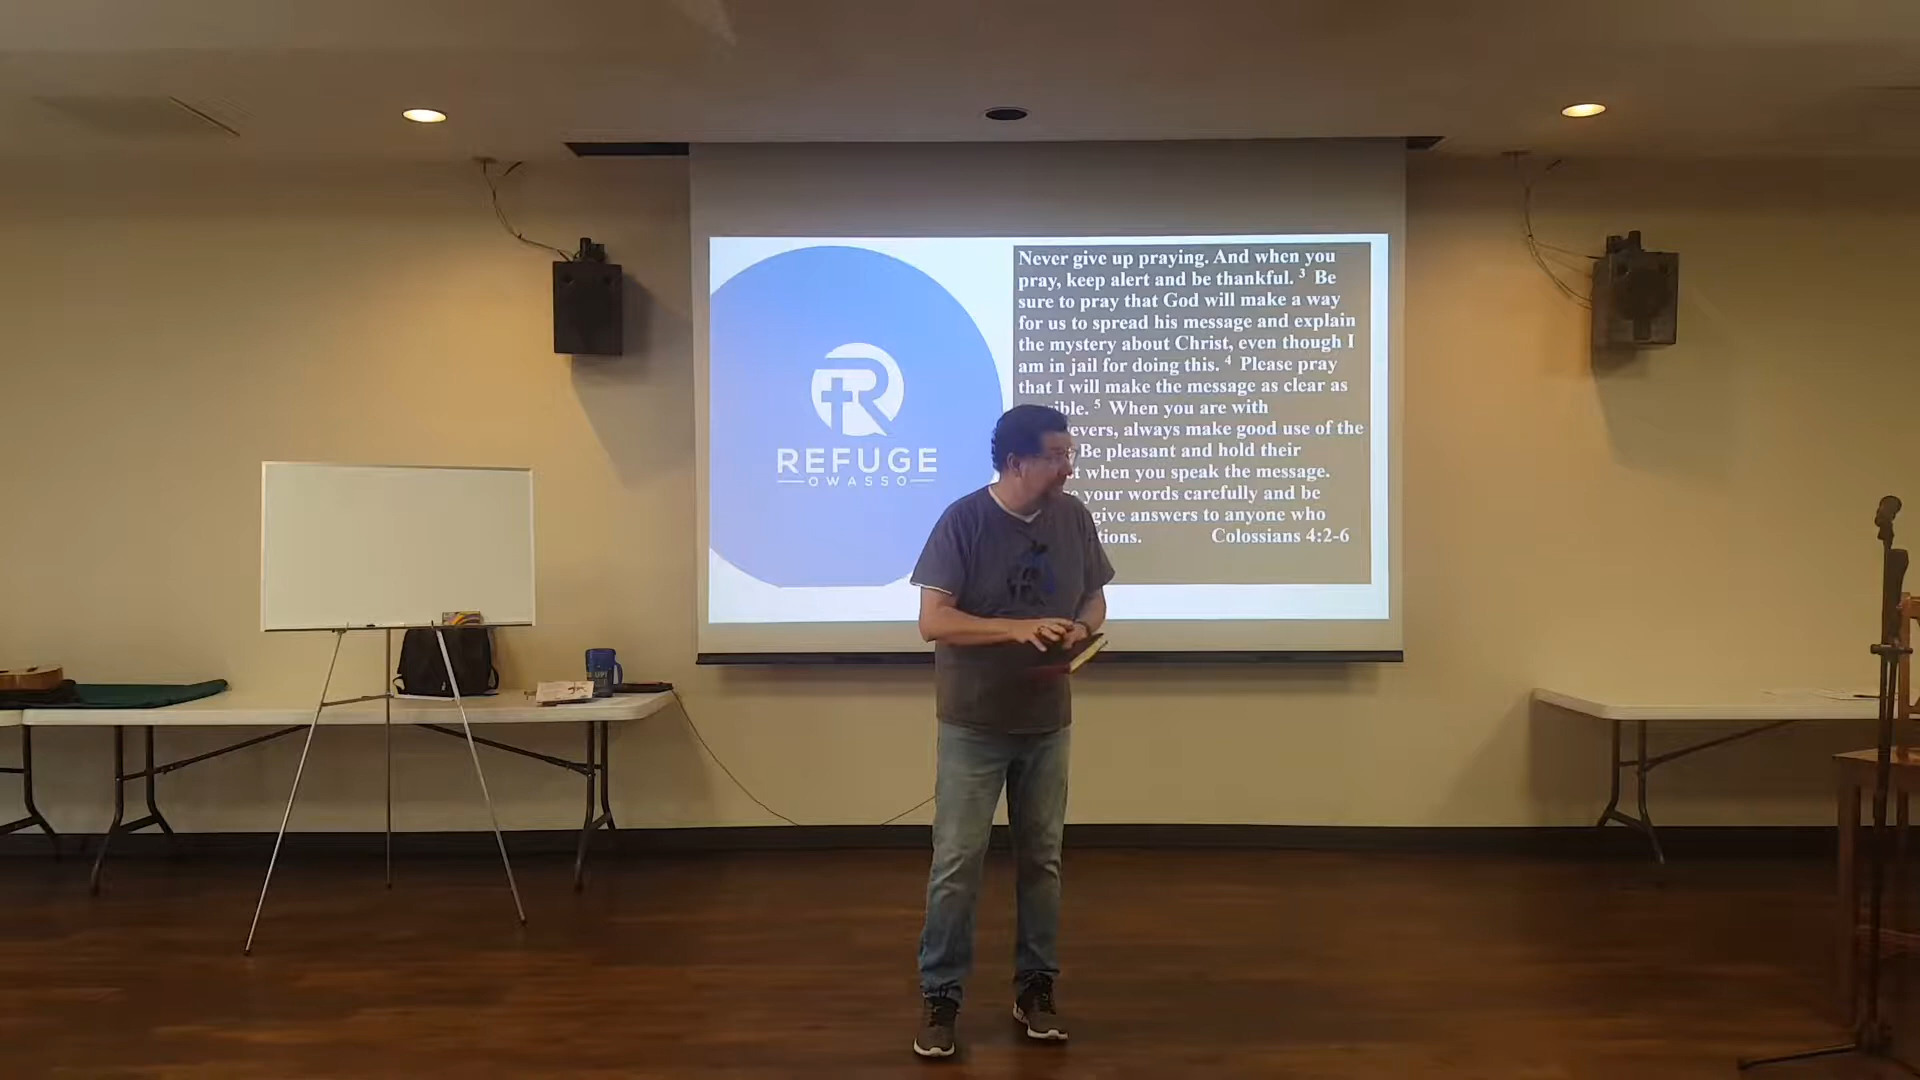 R
REFUGE
OWASSO
Never give up praying. And when you
pray, keep alert and be thankful. 3 Be
sure to pray that God will make a way
for us to spread his message and explain
the mystery about Christ, even though I
am in jail for doing this. 4 Please pray
that I will make the message as clear as
5 When you are with
always make good use of the
Be pleasant and hold their
when you speak the message.
your words carefully and be
give answers to anyone who
Colossians 4:2-6